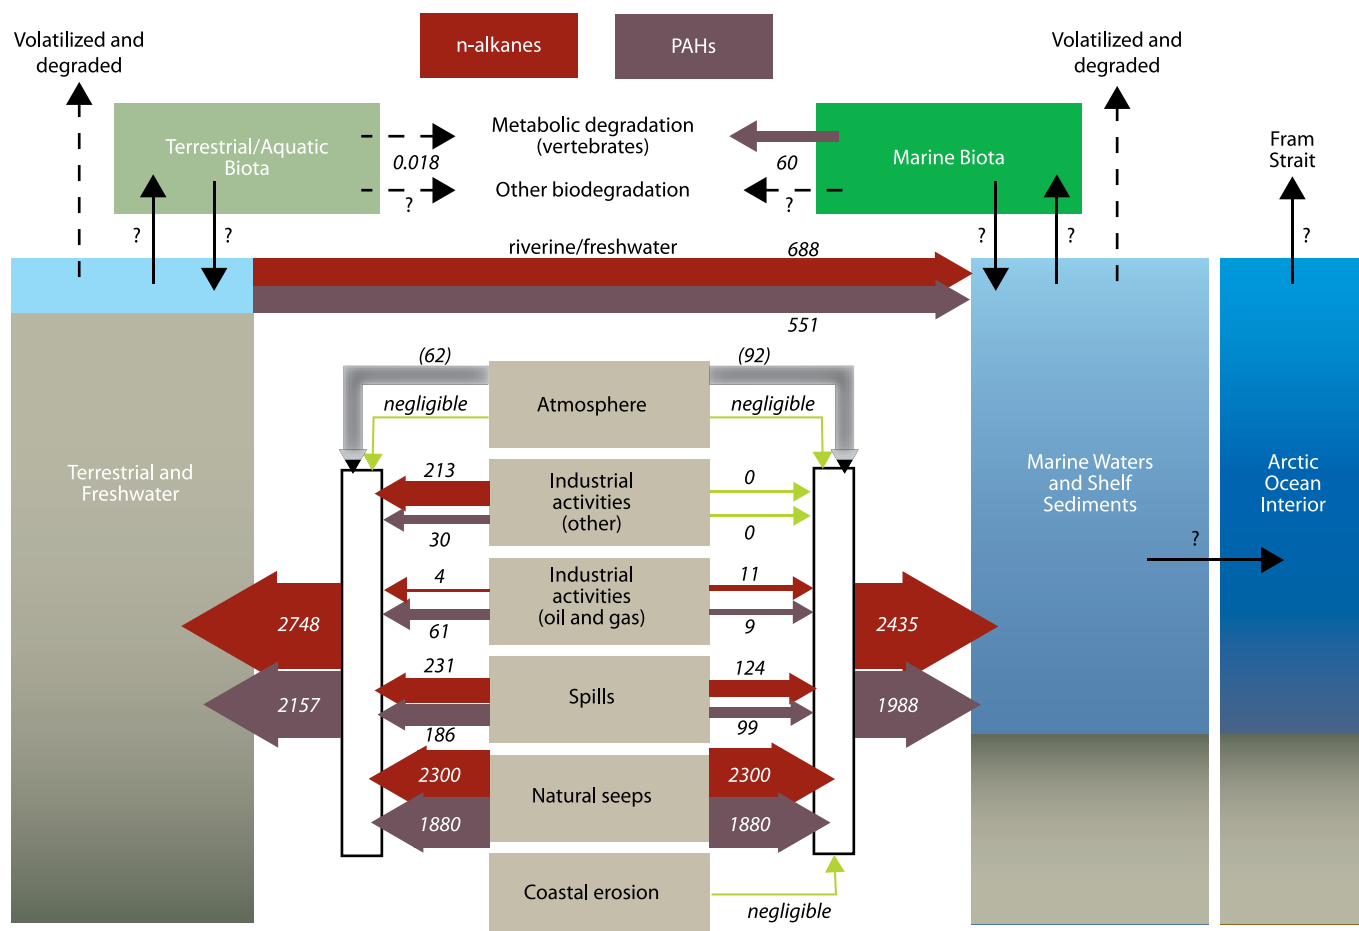 n-alkanes
PAHs
Volatilized and
degraded
Volatilized and
degraded
Terrestrial/Aquatic
Biota
Metabolic degradation
(vertebrates)
0.018
60
Other biodegradation
?
?
Marine Biota
Fram
Strait
?
?
?
?
?
riverine/freshwater
688
551
(62)
(92)
negligible
negligible
Atmosphere
Terrestrial and
Freshwater
213
30
Industrial
activities
(other)
0
0
Marine Waters
and Shelf
Sediments
Arctic
Ocean
Interior
?
4
61
Industrial
activities
(oil and gas)
11
9
2748
2157
2435
1988
231
186
Spills
124
99
2300
1880
Natural seeps
2300
1880
Coastal erosion
negligible